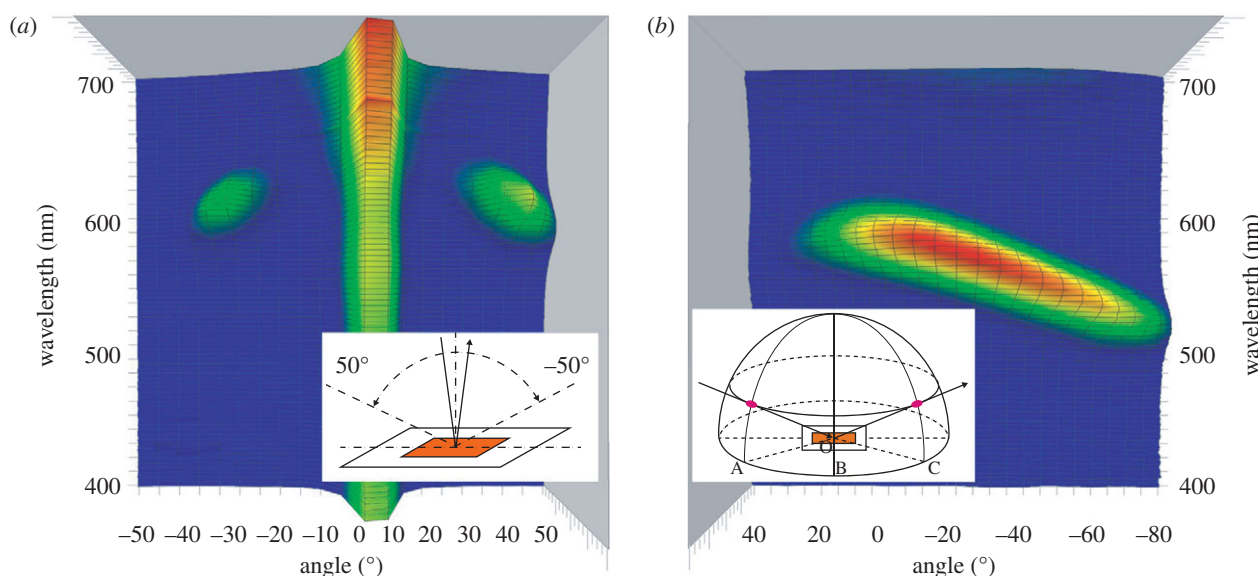 (a)
(b)
wavelength (nm)
700
600
500
400
50°
–50°
–50 –40 –30 –20 –10 0 10 20 30 40 50
angle (°)
700
600
500
400
wavelength (nm)
O
A B C
40 20 0 –20 –40 –60 –80
angle (°)